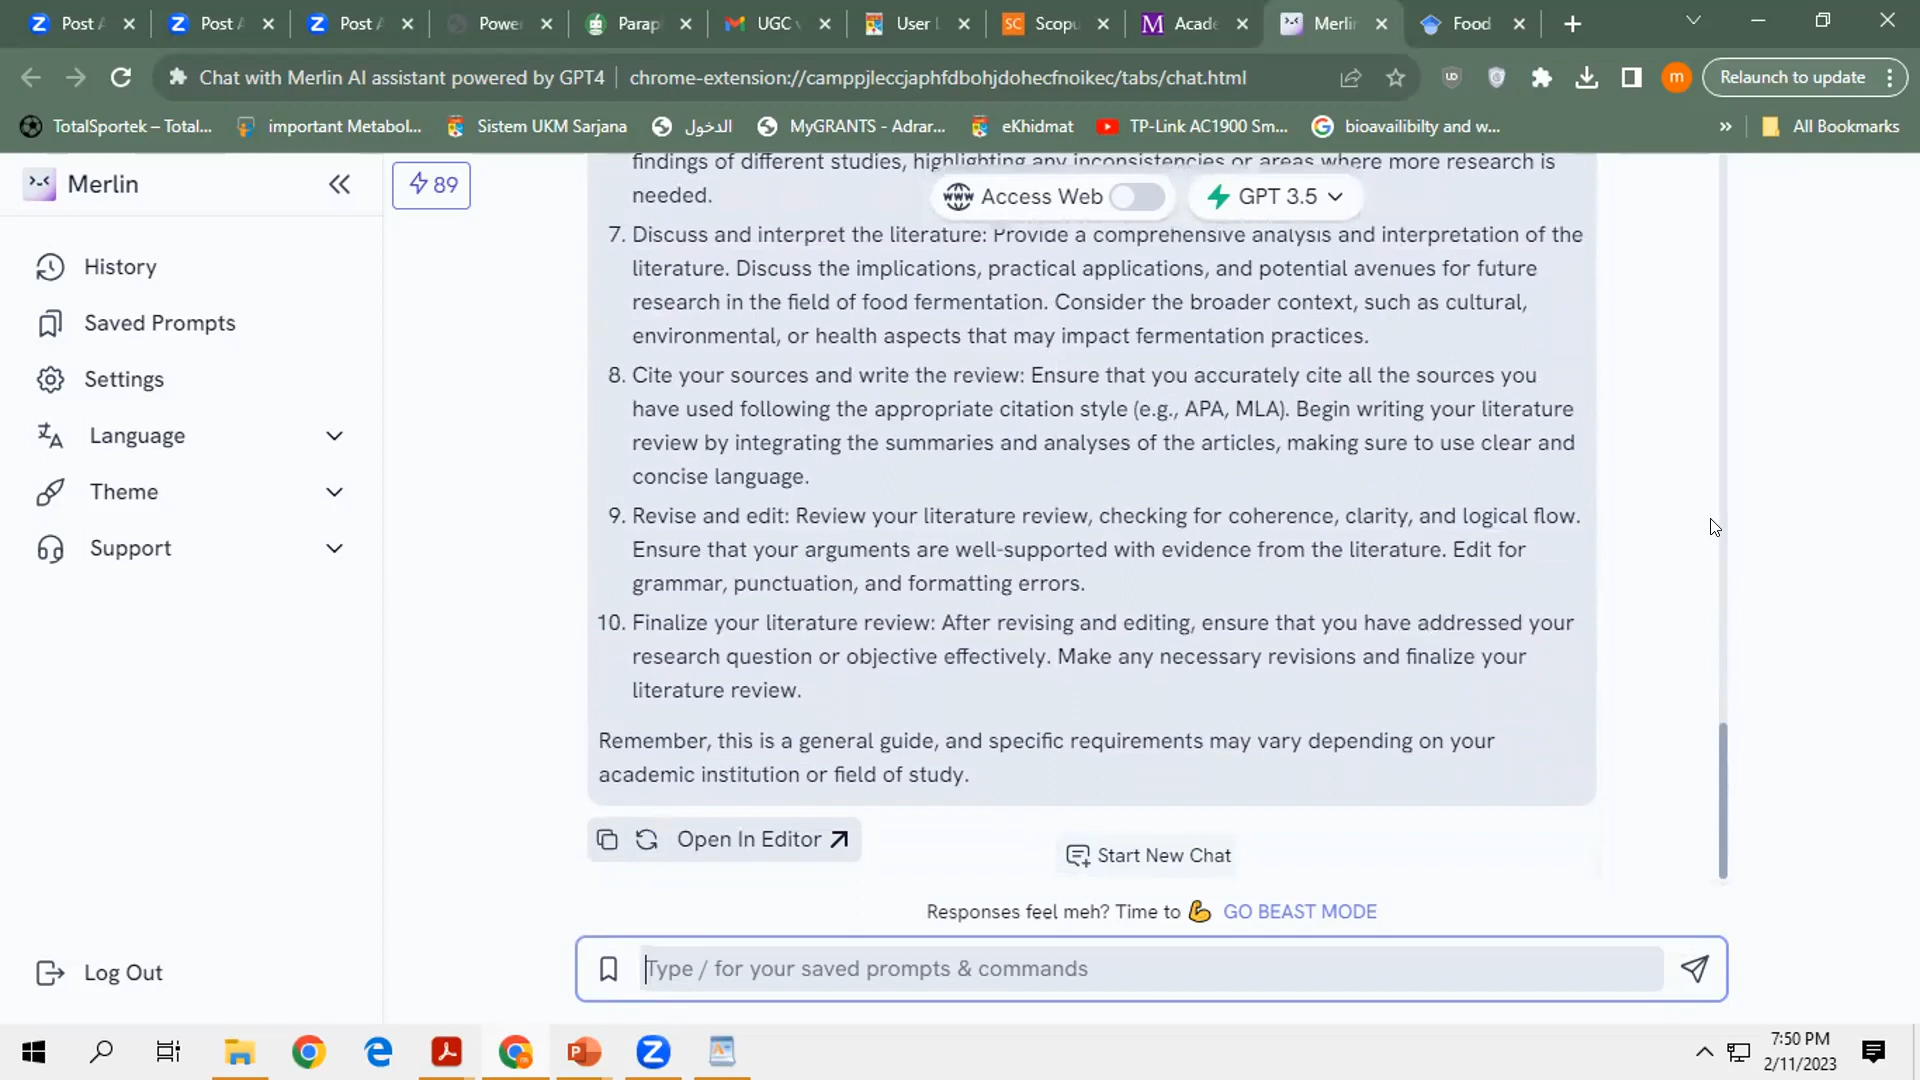 Post A
Post A
Post A
Power
Parap
UGC
User
SC Scopu
M Acade
Merlin
Food
Chat with Merlin AI assistant powered by GPT4
chrome-extension://camppjleccjaphfdbohjdohecfnoikec/tabs/chat.html
m
Relaunch to update
TotalSportek – Total...
important Metabol...
Sistem UKM Sarjana
الدخول
MyGRANTS - Adrar...
eKhidmat
TP-Link AC1900 Sm...
bioavailibilty and w...
»
All Bookmarks
Merlin
89
History
Saved Prompts
Settings
Language
Theme
Support
Log Out
findings of different studies, highlighting any inconsistencies or areas where more research is
needed.
Access Web
GPT 3.5
7. Discuss and interpret the literature: Provide a comprehensive analysis and interpretation of the
literature. Discuss the implications, practical applications, and potential avenues for future
research in the field of food fermentation. Consider the broader context, such as cultural,
environmental, or health aspects that may impact fermentation practices.
8. Cite your sources and write the review: Ensure that you accurately cite all the sources you
have used following the appropriate citation style (e.g., APA, MLA). Begin writing your literature
review by integrating the summaries and analyses of the articles, making sure to use clear and
concise language.
9. Revise and edit: Review your literature review, checking for coherence, clarity, and logical flow.
Ensure that your arguments are well-supported with evidence from the literature. Edit for
grammar, punctuation, and formatting errors.
10. Finalize your literature review: After revising and editing, ensure that you have addressed your
research question or objective effectively. Make any necessary revisions and finalize your
literature review.
Remember, this is a general guide, and specific requirements may vary depending on your
academic institution or field of study.
Open In Editor
Start New Chat
Responses feel meh? Time to 💪 GO BEAST MODE
Type / for your saved prompts & commands
7:50 PM
2/11/2023